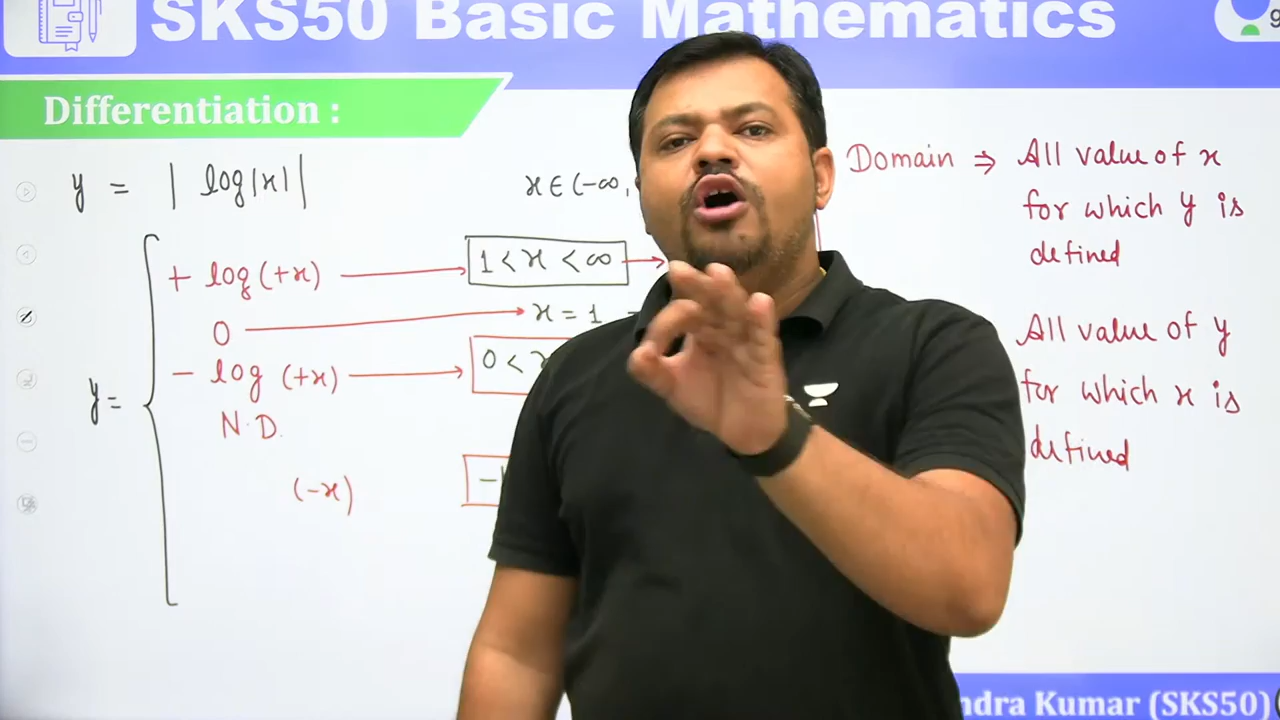 SKS50 Basic Mathematics
Differentiation :
y = | log|x| |
x ∈ (-∞,
Domain ⇒ All value of x
for which y is
defined
y =
+ log (+x) → 1 < x < ∞ →
0 → x = 1
- log (+x) → 0 <
N.D.
(-x)
All value of y
for which x is
defined
ndra Kumar (SKS50)